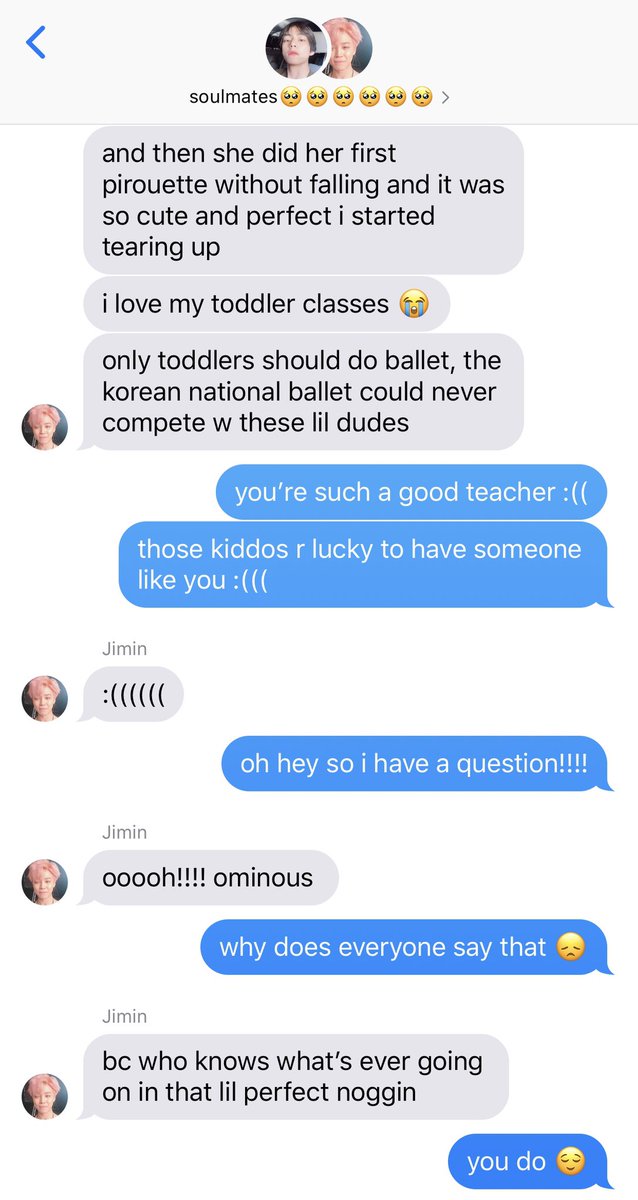 soulmates🥺🥺🥺🥺🥺🥺
and then she did her first
pirouette without falling and it was
so cute and perfect i started
tearing up
i love my toddler classes 😭
only toddlers should do ballet, the
korean national ballet could never
compete w these lil dudes
you’re such a good teacher :((
those kiddos r lucky to have someone
like you :(((
Jimin
:((((((
oh hey so i have a question!!!!
Jimin
ooooh!!!! ominous
why does everyone say that 😞
Jimin
bc who knows what’s ever going
on in that lil perfect noggin
you do 😌